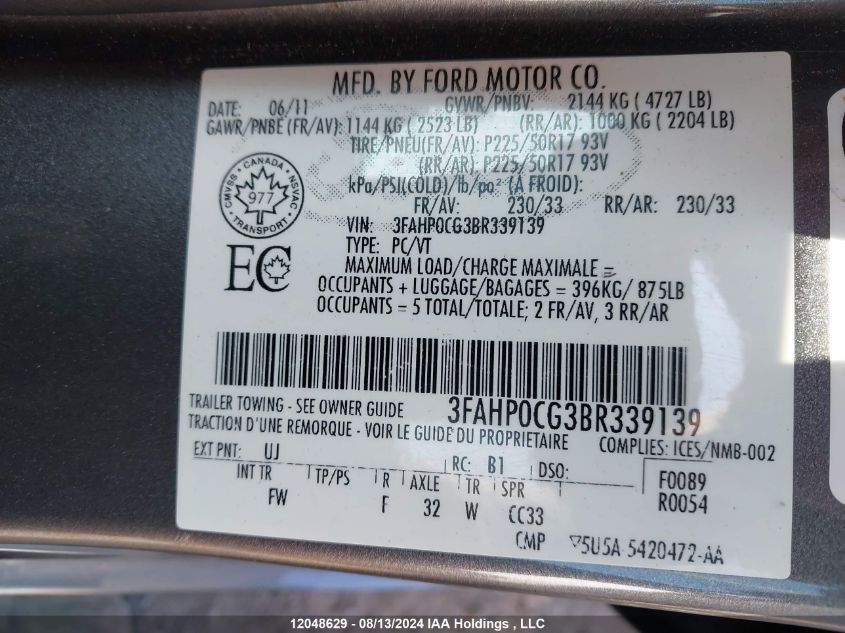 MFD. BY FORD MOTOR CO.
DATE: 06/11 GVWR/PNBV. 2144 KG ( 4727 LB)
GAWR/PNBE (FR/AV): 1144 KG ( 2523 LB) (RR/AR): 1000 KG ( 2204 LB)
TIRE/PNEU(FR/AV): P225/50R17 93V
(RR/AR): P225/50R17 93V
kPa/PSI(COLD)/lb/po² (À FROID):
FR/AV: 230/33 RR/AR: 230/33
VIN: 3FAHP0CG3BR339139
TYPE: PC/VT
CANADA
CMVSS 977 NSVAC
TRANSPORT
EC
MAXIMUM LOAD/CHARGE MAXIMALE =
OCCUPANTS + LUGGAGE/BAGAGES = 396KG/ 875LB
OCCUPANTS = 5 TOTAL/TOTALE; 2 FR/AV, 3 RR/AR
TRAILER TOWING - SEE OWNER GUIDE 3FAHP0CG3BR339139
TRACTION D'UNE REMORQUE - VOIR LE GUIDE DU PROPRIETAIRE COMPLIES: ICES/NMB-002
EXT PNT: UJ RC: B1 DSO:
INT TR TP/PS R AXLE TR SPR F0089
FW F 32 W CC33 R0054
CMP ▽5U5A 5420472-AA
12048629 - 08/13/2024 IAA Holdings , LLC